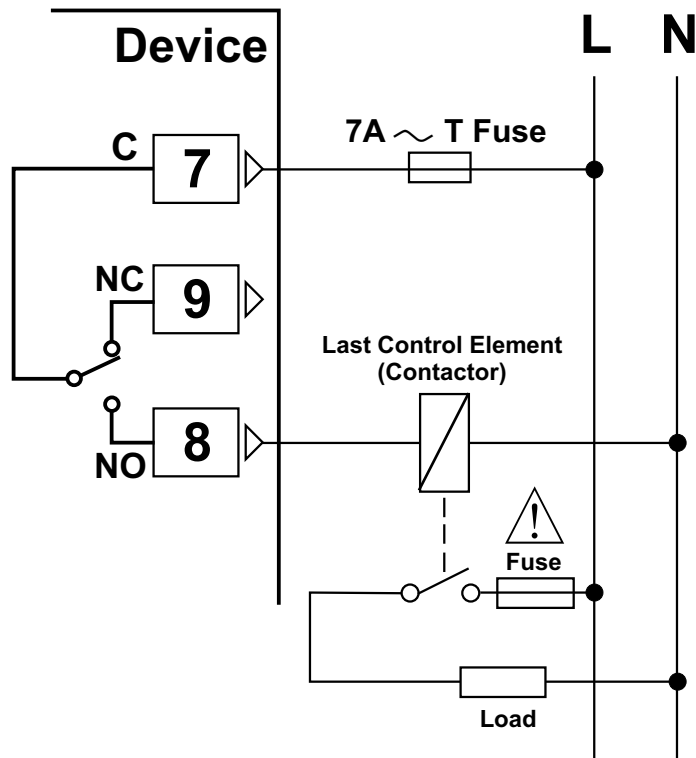 Device
L N
7A ~ T Fuse
C
7
NC
9
Last Control Element
(Contactor)
8
NO
Fuse
Load